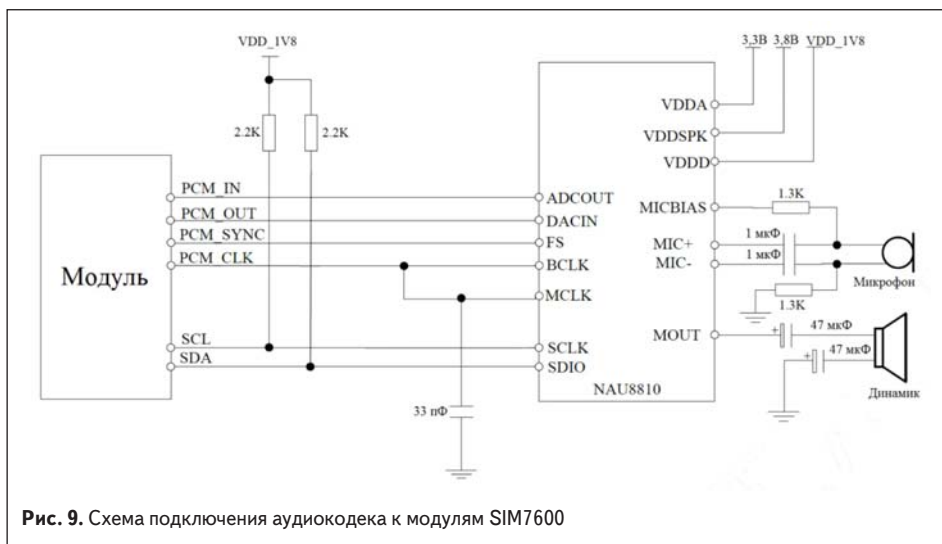 VDD_1V8
3,3В 3,8В VDD_1V8
2.2K
2.2K
Модуль
PCM_IN
PCM_OUT
PCM_SYNC
PCM_CLK
SCL
SDA
33 пФ
ADCOUT
DACIN
FS
BCLK
MCLK
SCLK
SDIO
NAU8810
VDDA
VDDSPK
VDDD
MICBIAS
MIC+
MIC-
MOUT
1.3K
1 мкФ
1 мкФ
1.3K
Микрофон
+ 47 мкФ
+ 47 мкФ
Динамик
Рис. 9. Схема подключения аудиокодека к модулям SIM7600